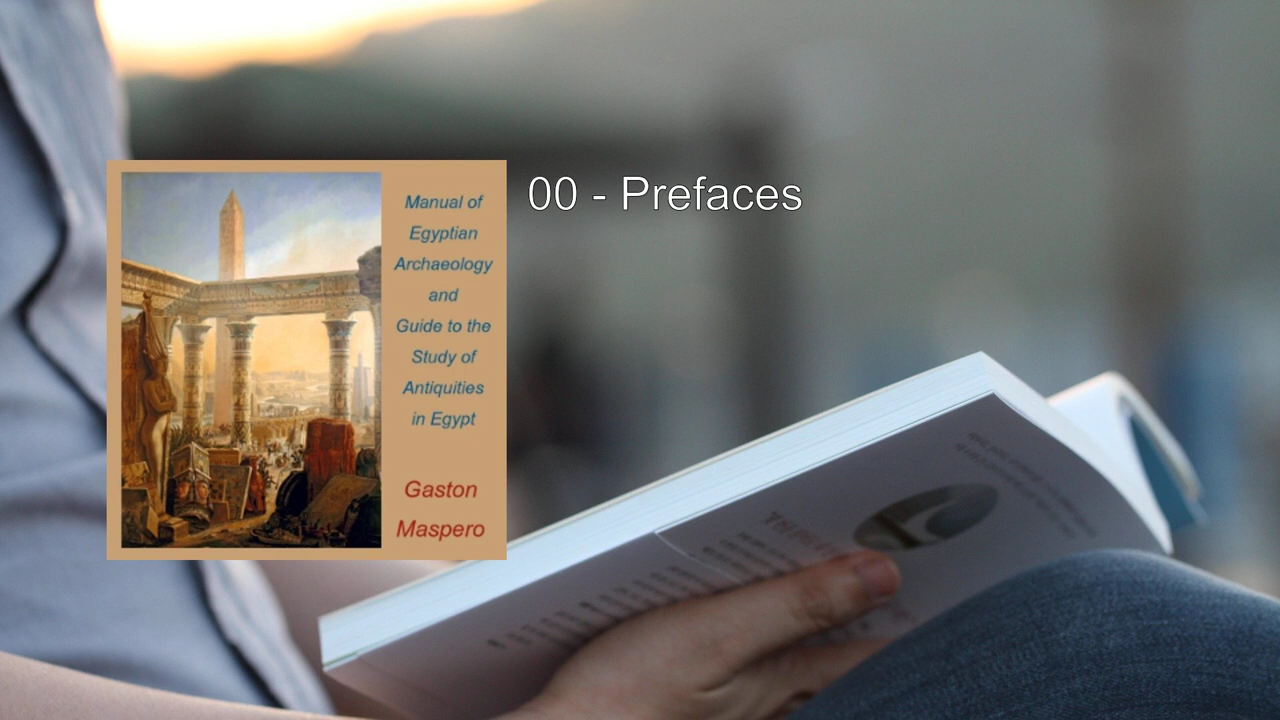 Manual of
Egyptian
Archaeology
and
Guide to the
Study of
Antiquities
in Egypt
Gaston
Maspero
00 - Prefaces